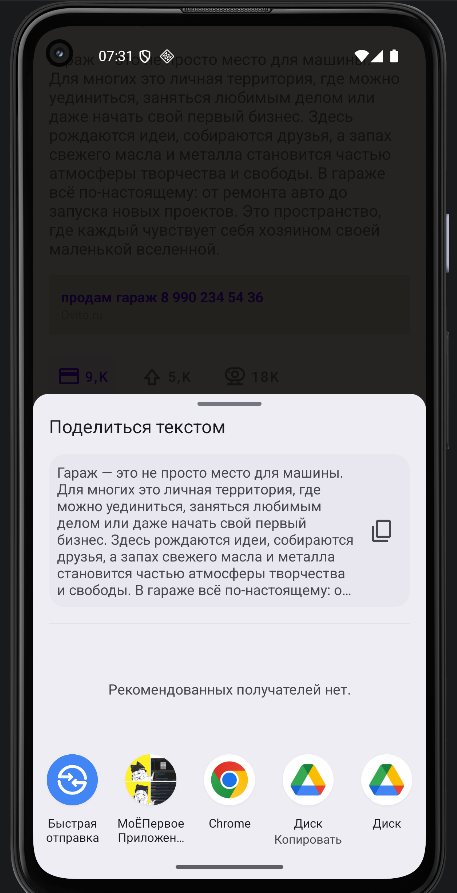 07:31
Гараж — это не просто место для машины.
Для многих это личная территория, где можно
уединиться, заняться любимым делом или
даже начать свой первый бизнес. Здесь
рождаются идеи, собираются друзья, а запах
свежего масла и металла становится частью
атмосферы творчества и свободы. В гараже
всё по-настоящему: от ремонта авто до
запуска новых проектов. Это пространство,
где каждый чувствует себя хозяином своей
маленькой вселенной.
продам гараж 8 990 234 54 36
9,K 5,K 18K
Поделиться текстом
Гараж — это не просто место для машины.
Для многих это личная территория, где
можно уединиться, заняться любимым
делом или даже начать свой первый
бизнес. Здесь рождаются идеи, собираются
друзья, а запах свежего масла и металла
становится частью атмосферы творчества
и свободы. В гараже всё по-настоящему: о...
Рекомендованных получателей нет.
Быстрая МоЁПервое Chrome Диск Диск
отправка Приложен... Копировать